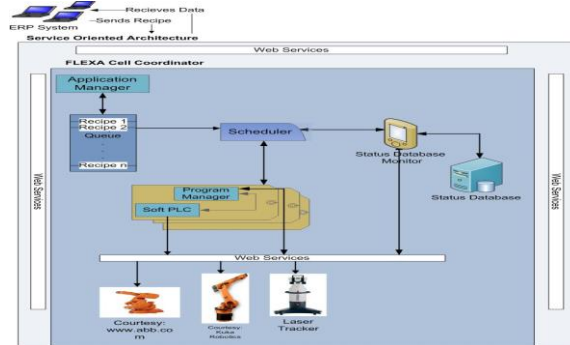 Recieves Data
ERP System
Sends Recipe
Service Oriented Architecture
Web Services
FLEXA Cell Coordinator
Application
Manager
Recipe 1
Recipe 2
Queue
Recipe n
Scheduler
Status Database
Monitor
Status Database
Program
Manager
Soft PLC
Web Services
Web Services
Web Services
Courtesy:
www.abb.co
m
Courtesy:
Kuka
Robotics
Laser
Tracker